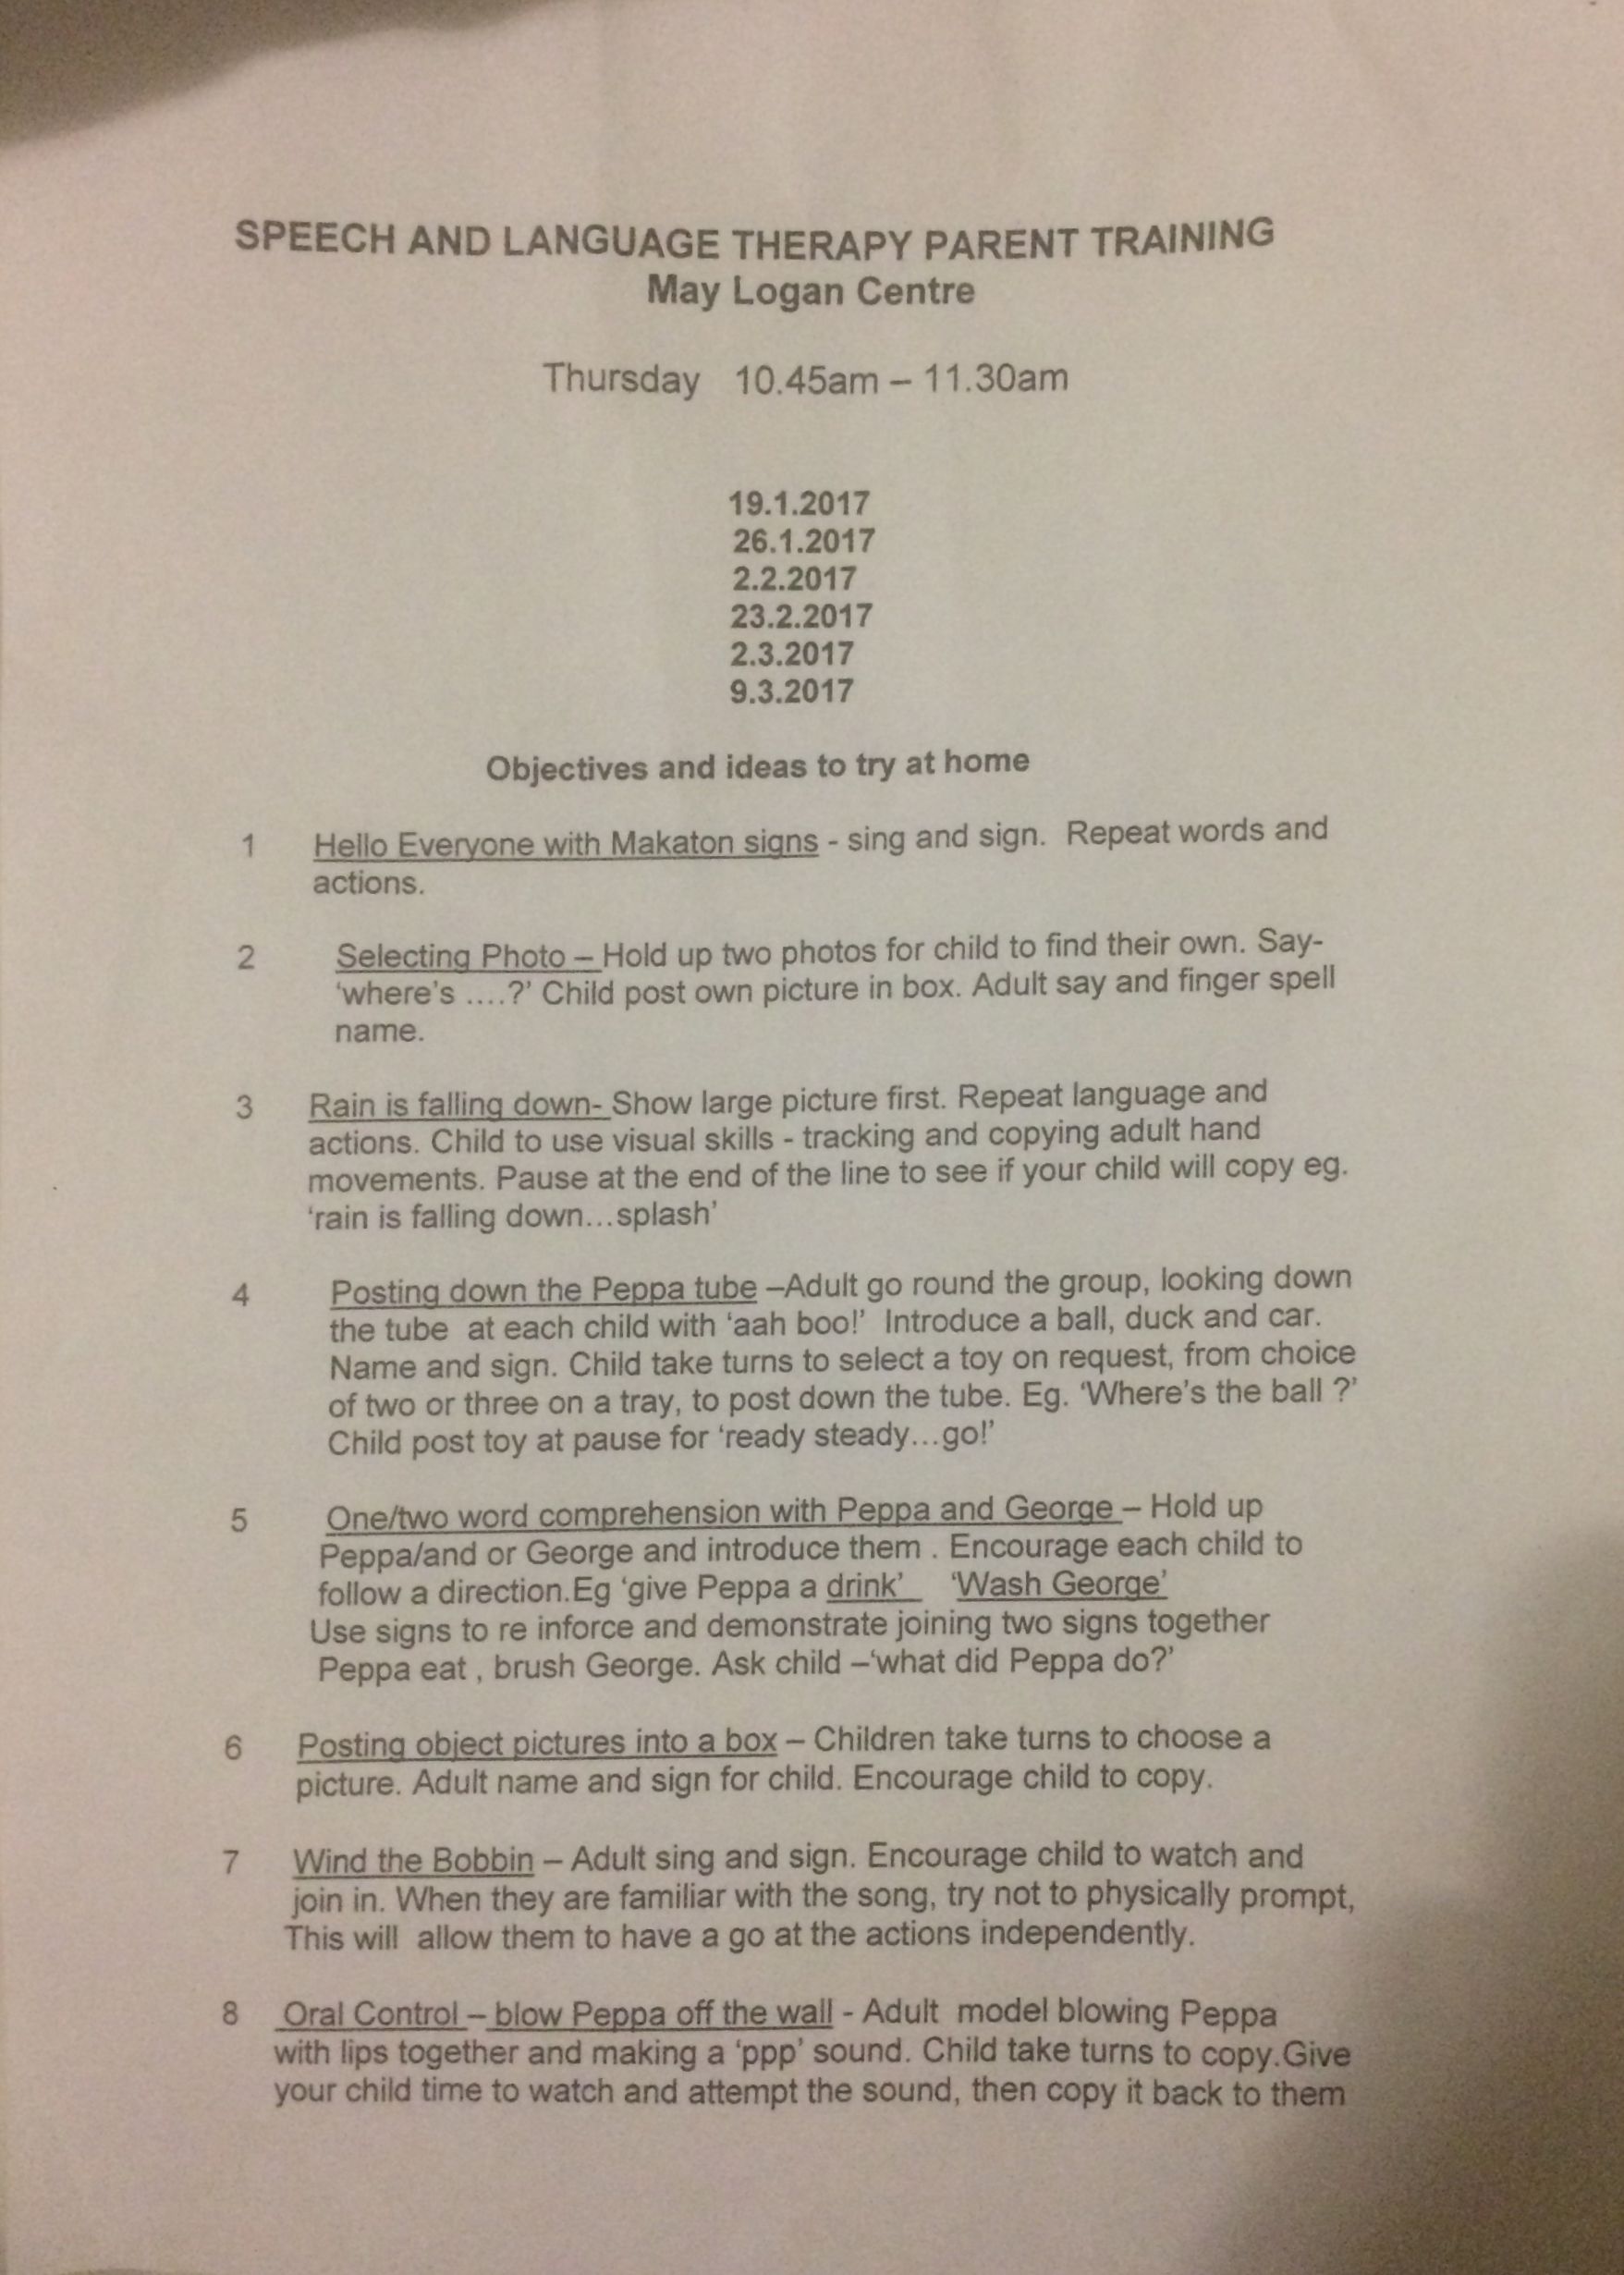 SPEECH AND LANGUAGE THERAPY PARENT TRAINING
May Logan Centre
Thursday 10.45am – 11.30am
19.1.2017
26.1.2017
2.2.2017
23.2.2017
2.3.2017
9.3.2017
Objectives and ideas to try at home
1 Hello Everyone with Makaton signs - sing and sign. Repeat words and
actions.
2 Selecting Photo – Hold up two photos for child to find their own. Say-
‘where’s ….?’ Child post own picture in box. Adult say and finger spell
name.
3 Rain is falling down- Show large picture first. Repeat language and
actions. Child to use visual skills - tracking and copying adult hand
movements. Pause at the end of the line to see if your child will copy eg.
‘rain is falling down…splash’
4 Posting down the Peppa tube –Adult go round the group, looking down
the tube at each child with ‘aah boo!’ Introduce a ball, duck and car.
Name and sign. Child take turns to select a toy on request, from choice
of two or three on a tray, to post down the tube. Eg. ‘Where’s the ball ?’
Child post toy at pause for ‘ready steady…go!’
5 One/two word comprehension with Peppa and George – Hold up
Peppa/and or George and introduce them . Encourage each child to
follow a direction.Eg ‘give Peppa a drink’ ‘Wash George’
Use signs to re inforce and demonstrate joining two signs together
Peppa eat , brush George. Ask child –‘what did Peppa do?’
6 Posting object pictures into a box – Children take turns to choose a
picture. Adult name and sign for child. Encourage child to copy.
7 Wind the Bobbin – Adult sing and sign. Encourage child to watch and
join in. When they are familiar with the song, try not to physically prompt,
This will allow them to have a go at the actions independently.
8 Oral Control – blow Peppa off the wall - Adult model blowing Peppa
with lips together and making a ‘ppp’ sound. Child take turns to copy.Give
your child time to watch and attempt the sound, then copy it back to them